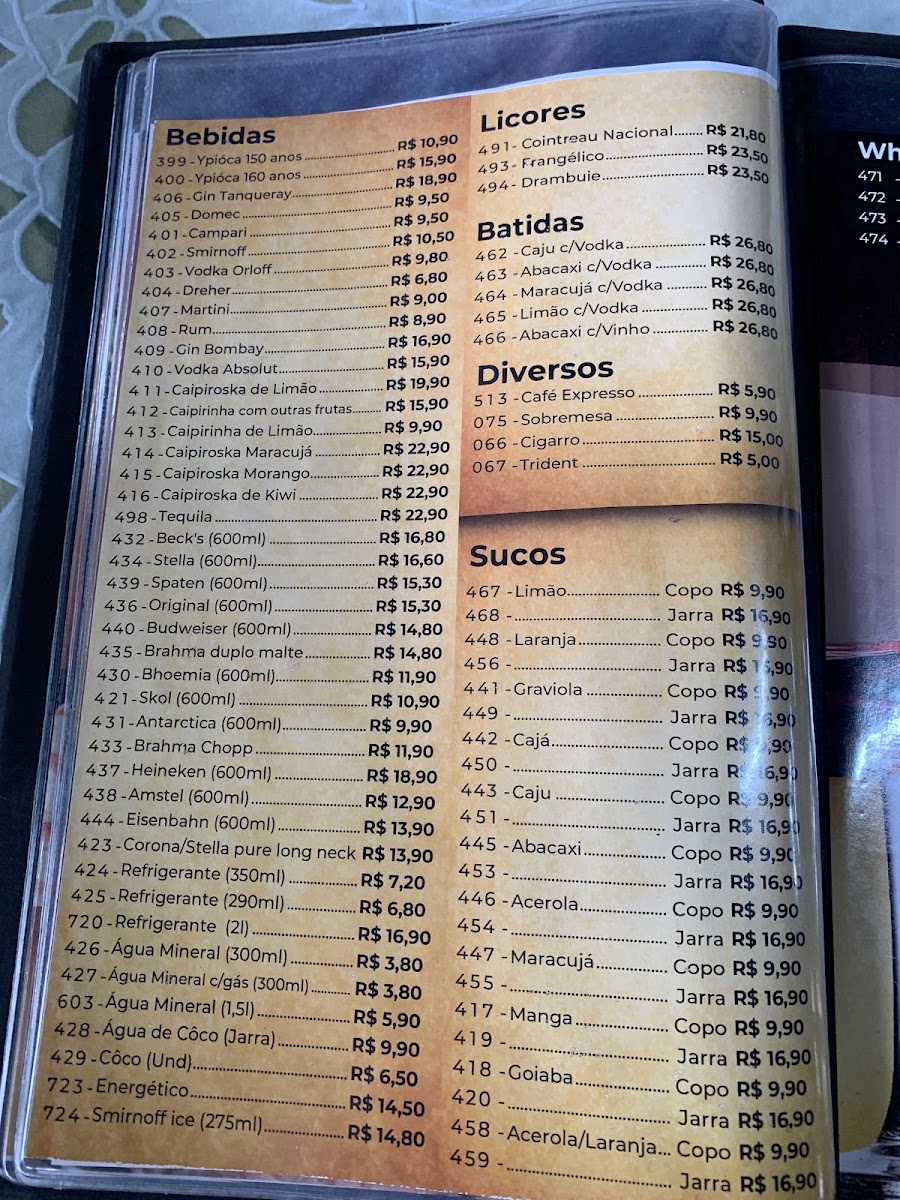 Bebidas
399 - Ypióca 150 anos ........ R$ 10,90
400 - Ypióca 160 anos ........ R$ 15,90
406 - Gin Tanqueray ........ R$ 18,90
405 - Domec ........ R$ 9,50
401 - Campari ........ R$ 9,50
402 - Smirnoff ........ R$ 10,50
403 - Vodka Orloff ........ R$ 9,80
404 - Dreher ........ R$ 6,80
407 - Martini ........ R$ 9,00
408 - Rum ........ R$ 8,90
409 - Gin Bombay ........ R$ 16,90
410 - Vodka Absolut ........ R$ 15,90
411 - Caipiroska de Limão ........ R$ 19,90
412 - Caipirinha com outras frutas ........ R$ 15,90
413 - Caipirinha de Limão ........ R$ 9,90
414 - Caipiroska Maracujá ........ R$ 22,90
415 - Caipiroska Morango ........ R$ 22,90
416 - Caipiroska de Kiwi ........ R$ 22,90
498 - Tequila ........ R$ 22,90
432 - Beck's (600ml) ........ R$ 16,80
434 - Stella (600ml) ........ R$ 16,60
439 - Spaten (600ml) ........ R$ 15,30
436 - Original (600ml) ........ R$ 15,30
440 - Budweiser (600ml) ........ R$ 14,80
435 - Brahma duplo malte ........ R$ 14,80
430 - Bhoemia (600ml) ........ R$ 11,90
421 - Skol (600ml) ........ R$ 10,90
431 - Antarctica (600ml) ........ R$ 9,90
433 - Brahma Chopp ........ R$ 11,90
437 - Heineken (600ml) ........ R$ 18,90
438 - Amstel (600ml) ........ R$ 12,90
444 - Eisenbahn (600ml) ........ R$ 13,90
423 - Corona/Stella pure long neck R$ 13,90
424 - Refrigerante (350ml) ........ R$ 7,20
425 - Refrigerante (290ml) ........ R$ 6,80
720 - Refrigerante (2l) ........ R$ 16,90
426 - Água Mineral (300ml) ........ R$ 3,80
427 - Água Mineral c/gás (300ml) ........ R$ 3,80
603 - Água Mineral (1,5l) ........ R$ 5,90
428 - Água de Côco (Jarra) ........ R$ 9,90
429 - Côco (Und) ........ R$ 6,50
723 - Energético ........ R$ 14,50
724 - Smirnoff ice (275ml) ........ R$ 14,80
Licores
491 - Cointreau Nacional ........ R$ 21,80
493 - Frangélico ........ R$ 23,50
494 - Drambuie ........ R$ 23,50
Batidas
462 - Caju c/Vodka ........ R$ 26,80
463 - Abacaxi c/Vodka ........ R$ 26,80
464 - Maracujá c/Vodka ........ R$ 26,80
465 - Limão c/Vodka ........ R$ 26,80
466 - Abacaxi c/Vinho ........ R$ 26,80
Diversos
513 - Café Expresso ........ R$ 5,90
075 - Sobremesa ........ R$ 9,90
066 - Cigarro ........ R$ 15,00
067 - Trident ........ R$ 5,00
Sucos
467 - Limão ........ Copo R$ 9,90
468 - ........ Jarra R$ 16,90
448 - Laranja ........ Copo R$ 9,80
456 - ........ Jarra R$ 16,90
441 - Graviola ........ Copo R$ 9,90
449 - ........ Jarra R$ 16,90
442 - Cajá ........ Copo R$ 9,90
450 - ........ Jarra R$ 16,90
443 - Caju ........ Copo R$ 9,90
451 - ........ Jarra R$ 16,90
445 - Abacaxi ........ Copo R$ 9,90
453 - ........ Jarra R$ 16,90
446 - Acerola ........ Copo R$ 9,90
454 - ........ Jarra R$ 16,90
447 - Maracujá ........ Copo R$ 9,90
455 - ........ Jarra R$ 16,90
417 - Manga ........ Copo R$ 9,90
419 - ........ Jarra R$ 16,90
418 - Goiaba ........ Copo R$ 9,90
420 - ........ Jarra R$ 16,90
458 - Acerola/Laranja... Copo R$ 9,90
459 - ........ Jarra R$ 16,90
Wh
471 -
472 -
473 -
474 -